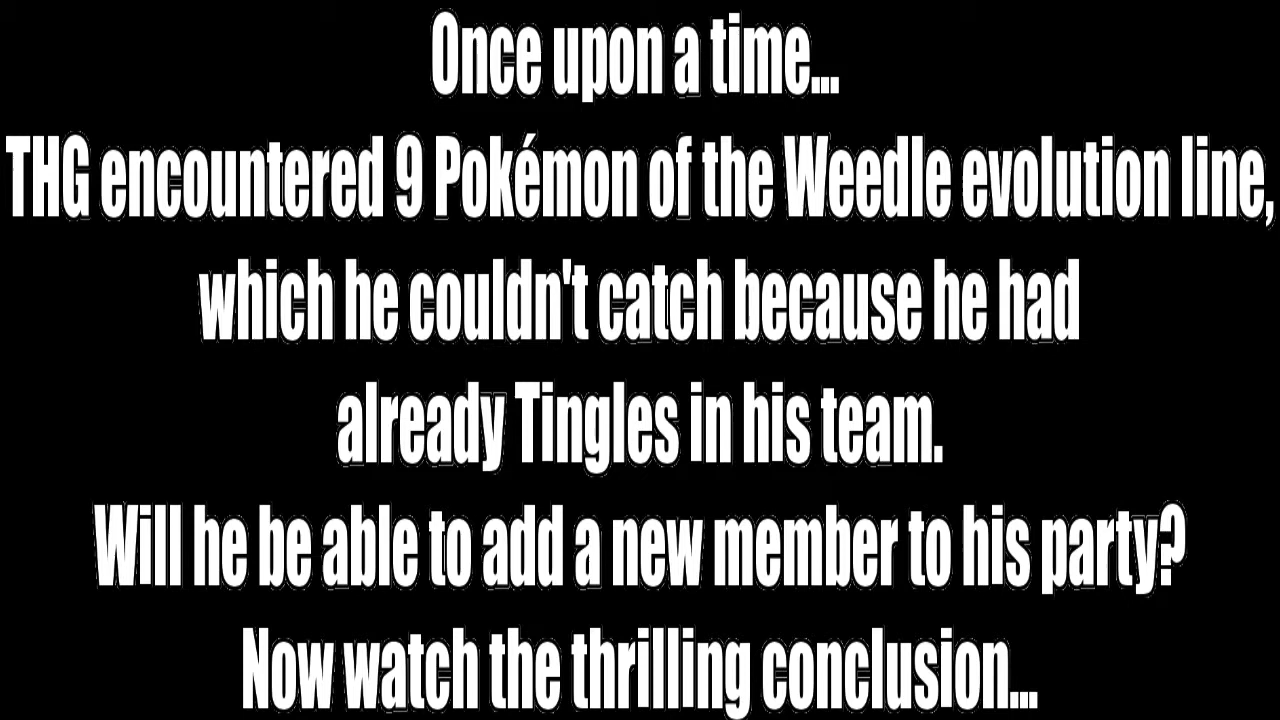 Once upon a time...
THG encountered 9 Pokémon of the Weedle evolution line,
which he couldn't catch because he had
already Tingles in his team.
Will he be able to add a new member to his party?
Now watch the thrilling conclusion...